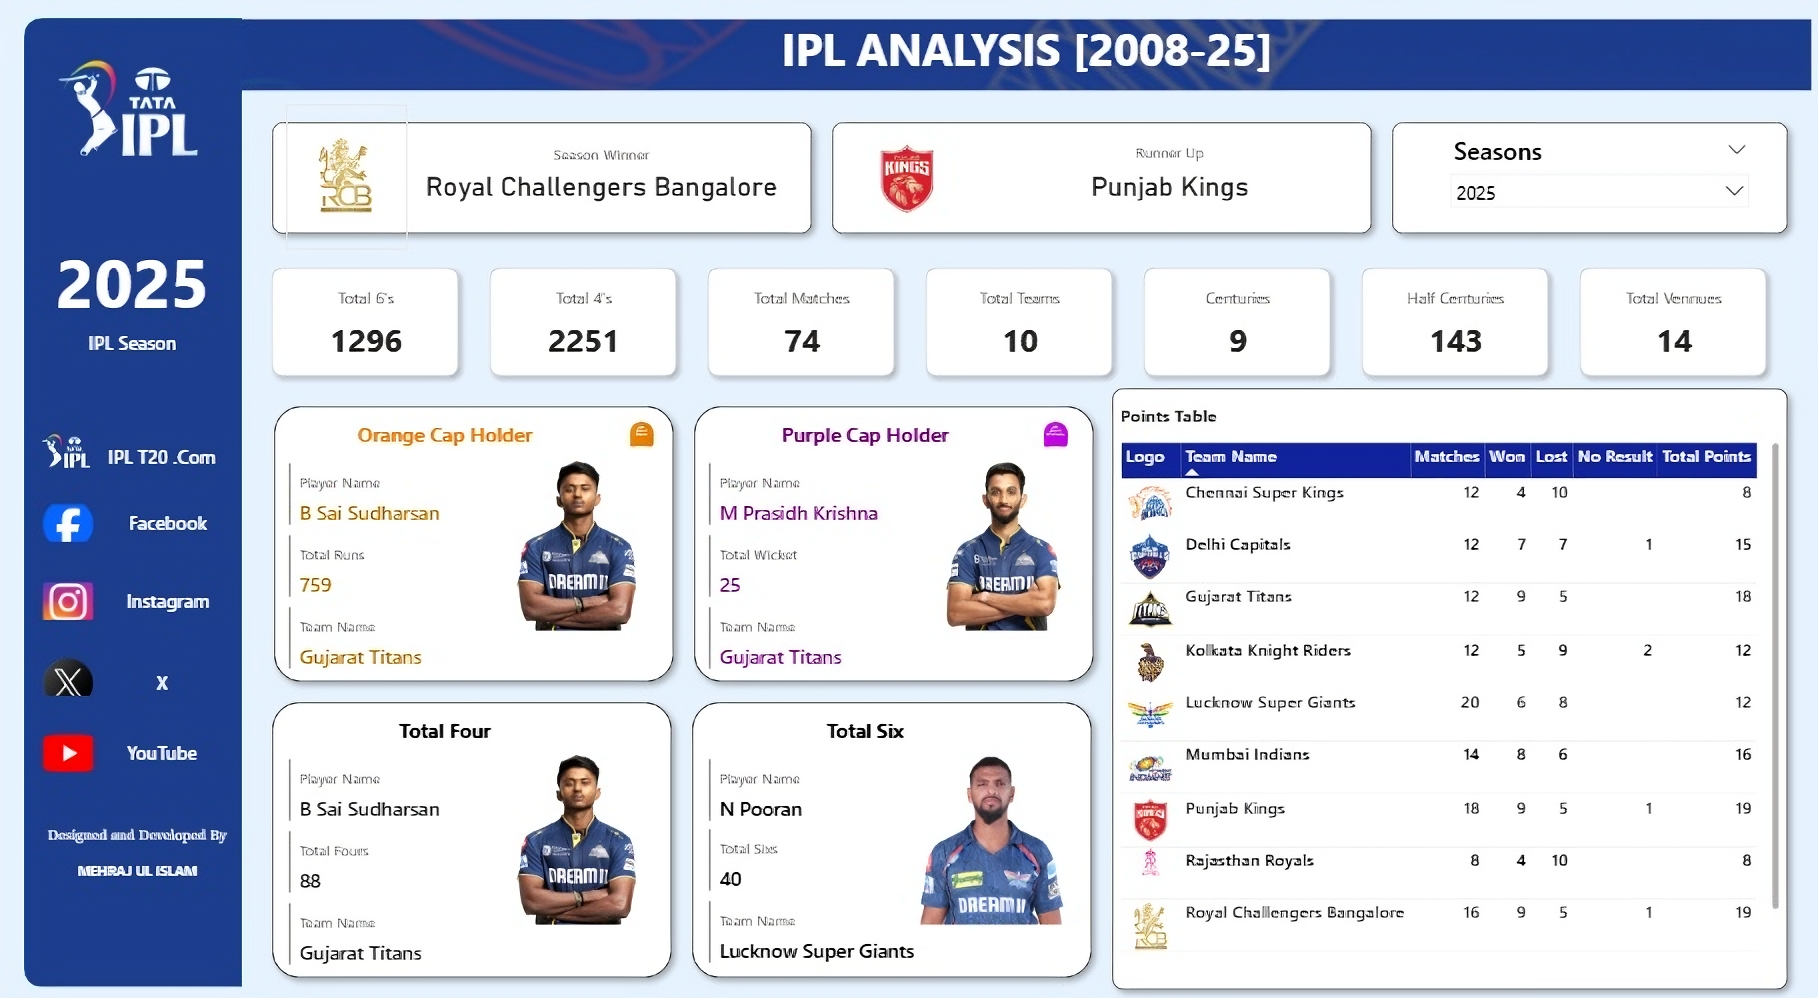 IPL ANALYSIS [2008-25]
TATA
IPL
2025
IPL Season
IPL
IPL T20 .Com
Facebook
Instagram
X
YouTube
Designed and Developed By
MEHRAJ UL ISLAM
RCB
Season Winner
Royal Challengers Bangalore
KINGS
Runner Up
Punjab Kings
Seasons
2025
Total 6's
1296
Total 4's
2251
Total Matches
74
Total Teams
10
Centuries
9
Half Centuries
143
Total Vennues
14
Orange Cap Holder
Player Name
B Sai Sudharsan
Total Runs
759
Team Name
Gujarat Titans
DREAM11
Purple Cap Holder
Player Name
M Prasidh Krishna
Total Wicket
25
Team Name
Gujarat Titans
DREAM11
Total Four
Player Name
B Sai Sudharsan
Total Fours
88
Team Name
Gujarat Titans
DREAM11
Total Six
Player Name
N Pooran
Total Sixs
40
Team Name
Lucknow Super Giants
DREAM11
Points Table
Logo Team Name Matches Won Lost No Result Total Points
Chennai Super Kings 12 4 10 8
Delhi Capitals 12 7 7 1 15
Gujarat Titans 12 9 5 18
Kolkata Knight Riders 12 5 9 2 12
Lucknow Super Giants 20 6 8 12
Mumbai Indians 14 8 6 16
Punjab Kings 18 9 5 1 19
Rajasthan Royals 8 4 10 8
Royal Challengers Bangalore 16 9 5 1 19